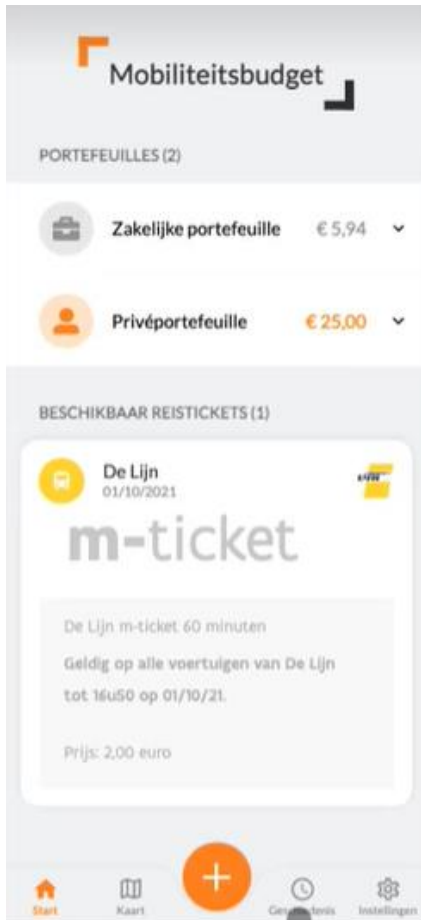 Mobiliteitsbudget
PORTEFEUILLES (2)
Zakelijke portefeuille € 5,94
Privéportefeuille € 25,00
BESCHIKBAAR REISTICKETS (1)
De Lijn
01/10/2021
m-ticket
De Lijn m-ticket 60 minuten
Geldig op alle voertuigen van De Lijn
tot 16u50 op 01/10/21.
Prijs: 2,00 euro
Start Kaart Instellingen